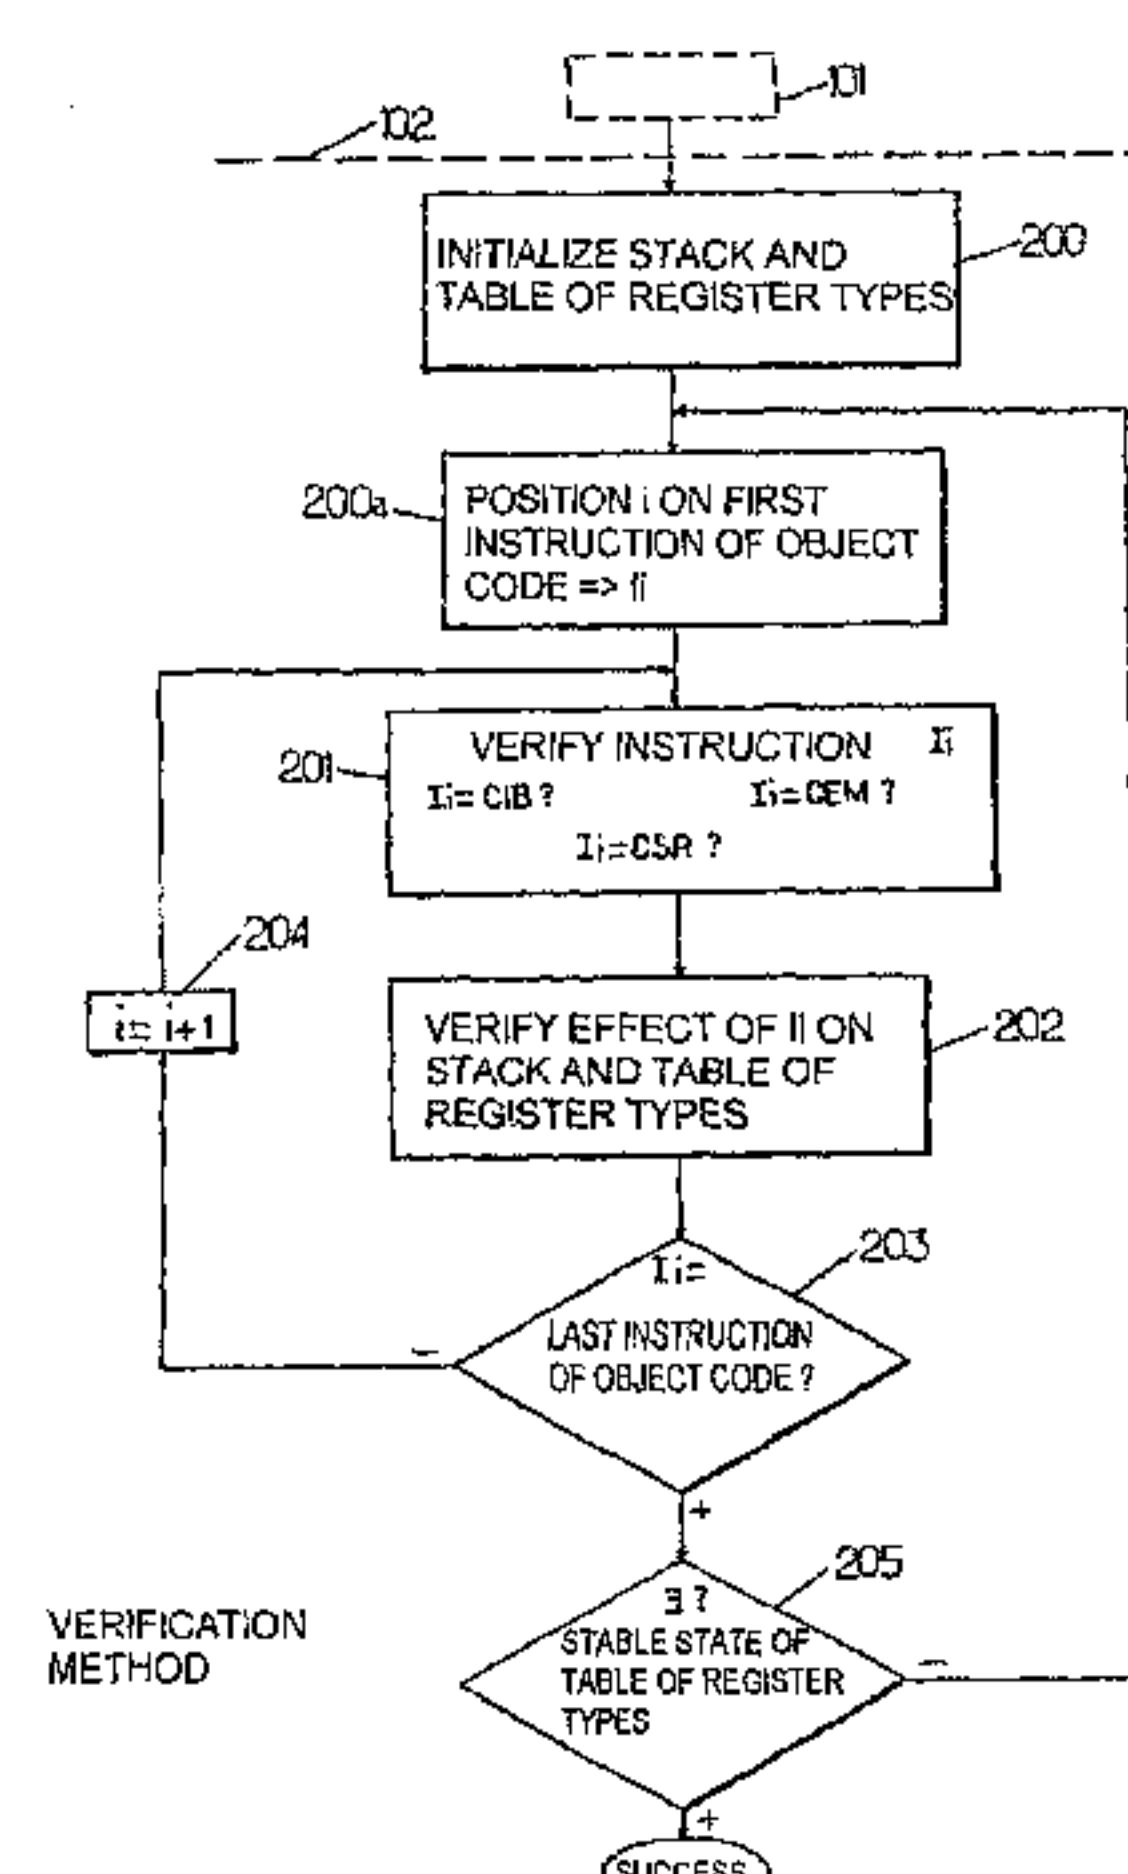 101
102
200
INITIALIZE STACK AND
TABLE OF REGISTER TYPES
200a
POSITION i ON FIRST
INSTRUCTION OF OBJECT
CODE => Ii
VERIFY INSTRUCTION Ii
201
Ii= CIB ? Ii= CEM ?
Ii=CSR ?
204
i= i+1
202
VERIFY EFFECT OF II ON
STACK AND TABLE OF
REGISTER TYPES
203
Ii=
LAST INSTRUCTION
OF OBJECT CODE ?
–
+
205
∃ ?
STABLE STATE OF
TABLE OF REGISTER
TYPES
–
+
VERIFICATION
METHOD
SUCCESS